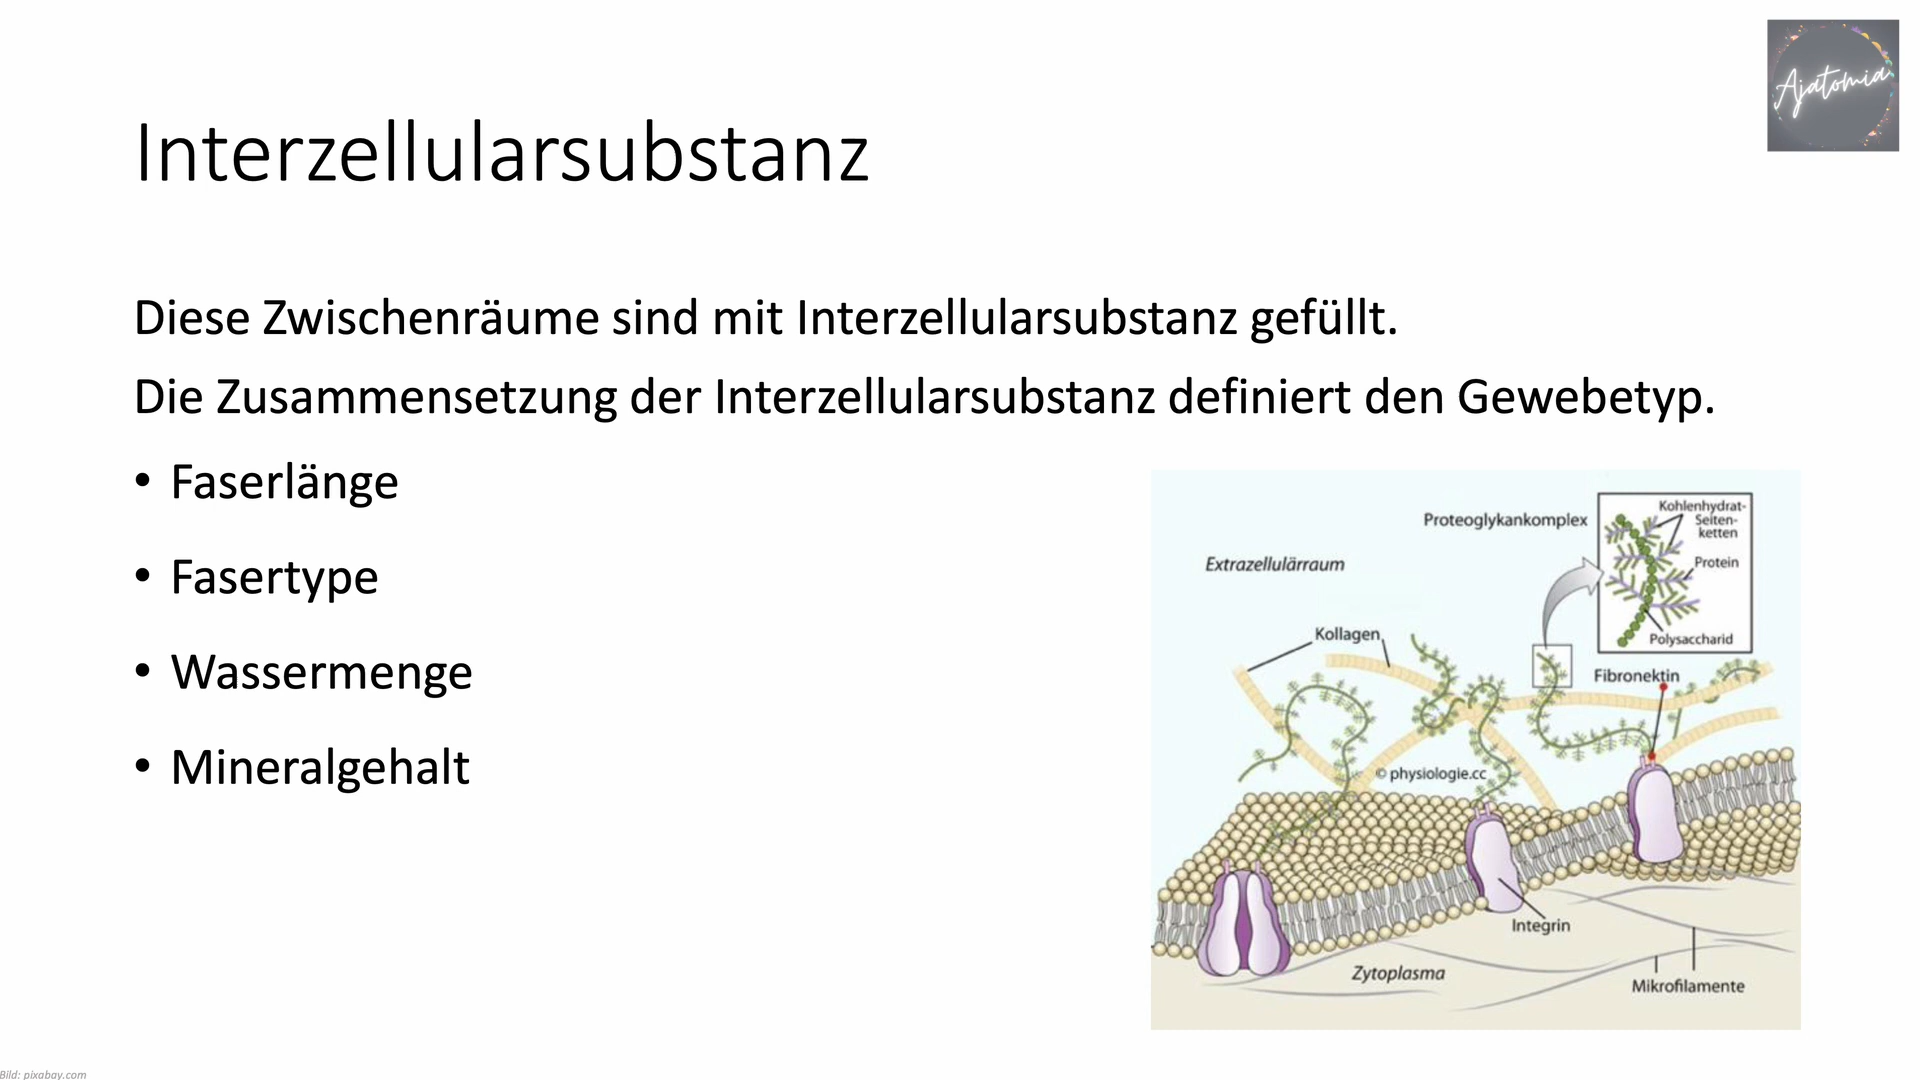 Ajatomia
Interzellularsubstanz
Diese Zwischenräume sind mit Interzellularsubstanz gefüllt.
Die Zusammensetzung der Interzellularsubstanz definiert den Gewebetyp.
• Faserlänge
• Fasertype
• Wassermenge
• Mineralgehalt
Proteoglykankomplex
Kohlenhydrat-
Seiten-
ketten
Protein
Polysaccharid
Extrazellulärraum
Kollagen
Fibronektin
© physiologie.cc
Integrin
Zytoplasma
Mikrofilamente
Bild: pixabay.com